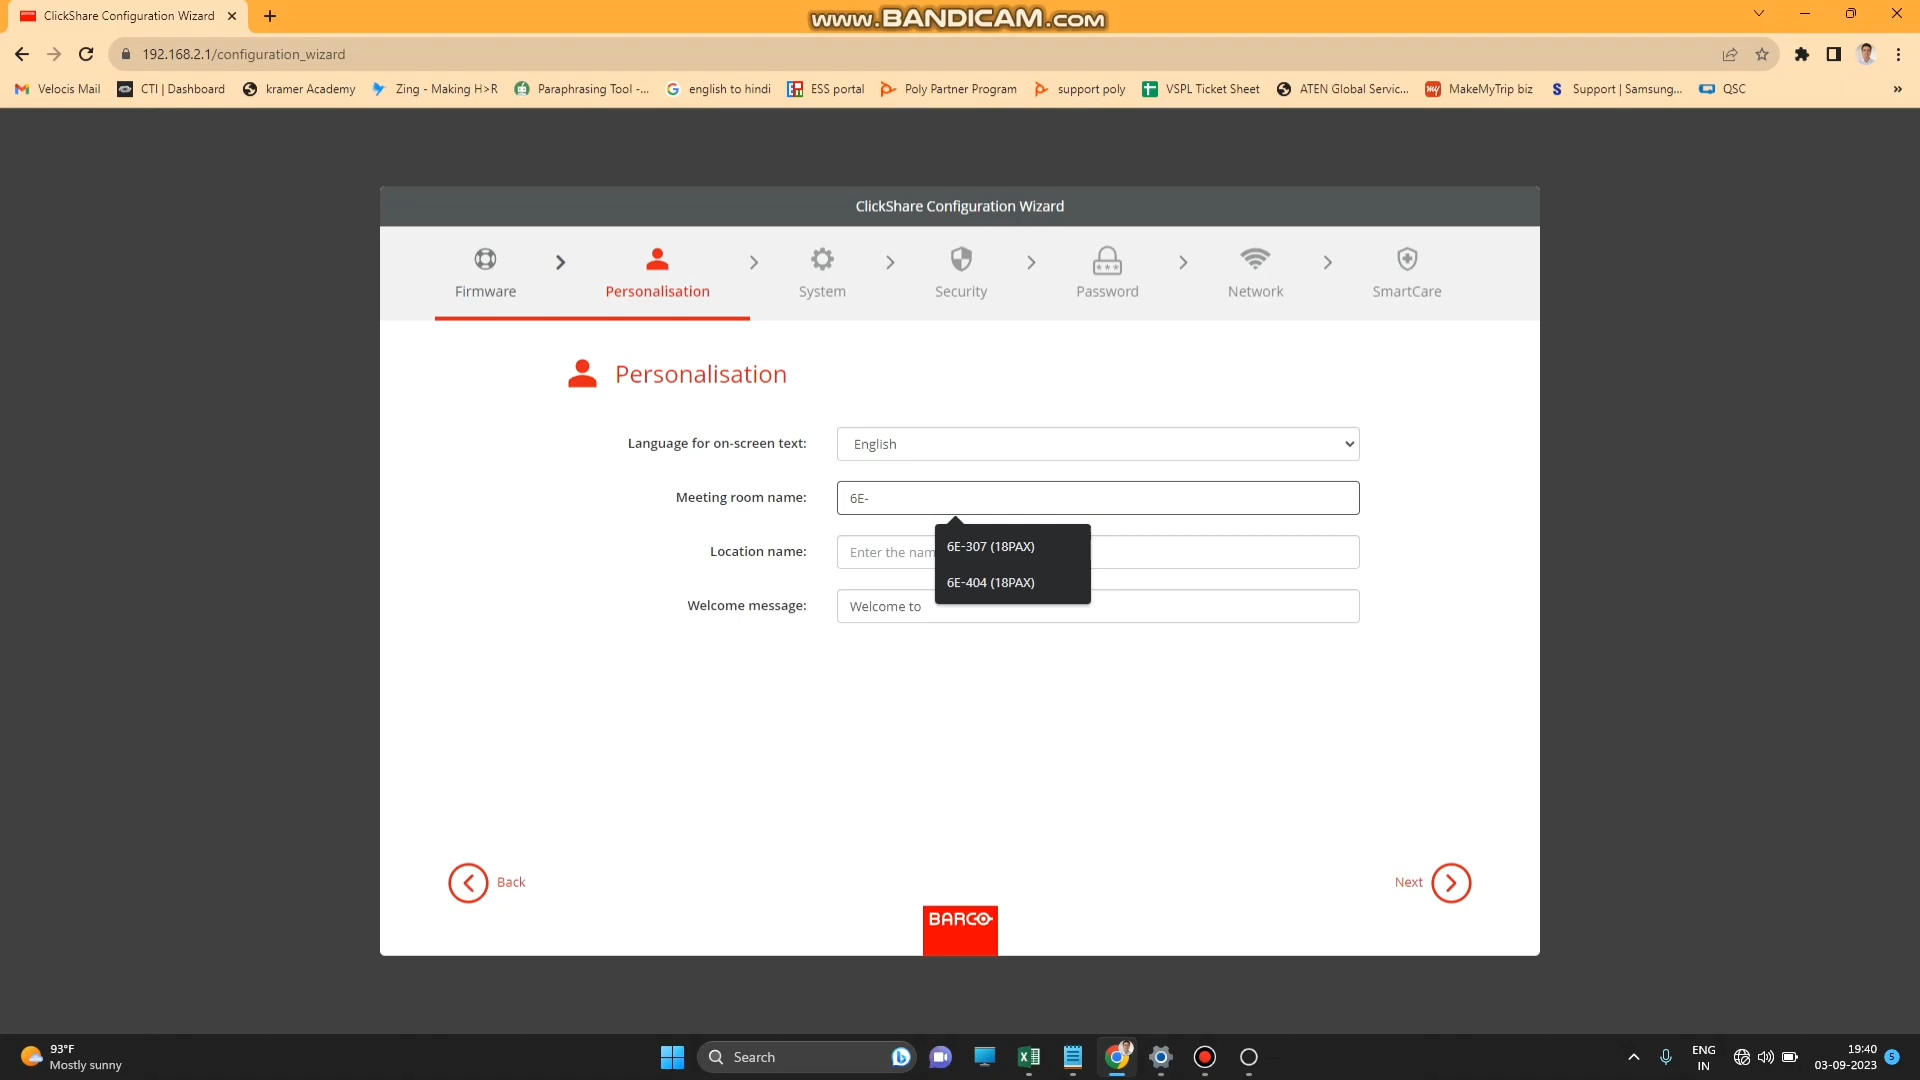 ClickShare Configuration Wizard
www.BANDICAM.com
192.168.2.1/configuration_wizard
Velocis Mail
CTI | Dashboard
kramer Academy
Zing - Making H>R
Paraphrasing Tool -...
english to hindi
ESS portal
Poly Partner Program
support poly
VSPL Ticket Sheet
ATEN Global Servic...
MakeMyTrip biz
Support | Samsung...
QSC
»
ClickShare Configuration Wizard
Firmware
Personalisation
System
Security
Password
Network
SmartCare
Personalisation
Language for on-screen text:
English
Meeting room name:
6E-
6E-307 (18PAX)
6E-404 (18PAX)
Location name:
Enter the nam
Welcome message:
Welcome to
Back
Next
BARCO
93°F
Mostly sunny
Search
ENG
IN
19:40
03-09-2023
5